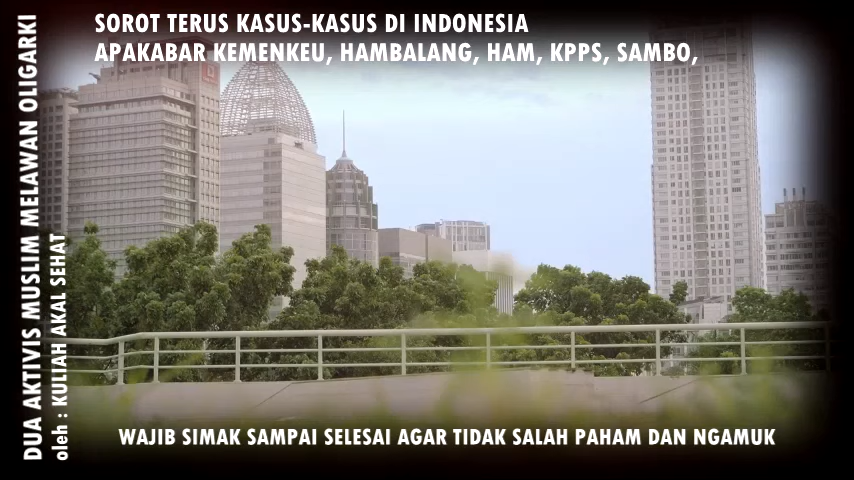 SOROT TERUS KASUS-KASUS DI INDONESIA
APAKABAR KEMENKEU, HAMBALANG, HAM, KPPS, SAMBO,
DUA AKTIVIS MUSLIM MELAWAN OLIGARKI
oleh : KULIAH AKAL SEHAT
WAJIB SIMAK SAMPAI SELESAI AGAR TIDAK SALAH PAHAM DAN NGAMUK